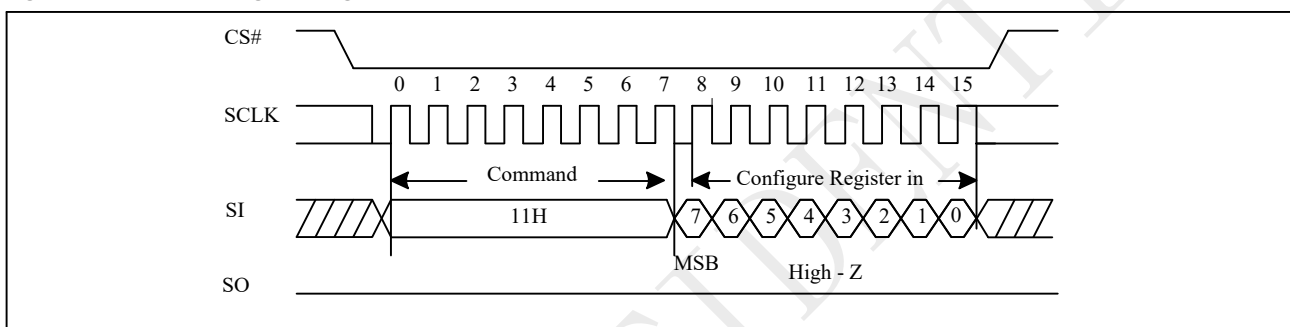 CS#
0 1 2 3 4 5 6 7 8 9 10 11 12 13 14 15
SCLK
Command
Configure Register in
SI
11H
7 6 5 4 3 2 1 0
MSB
High - Z
SO